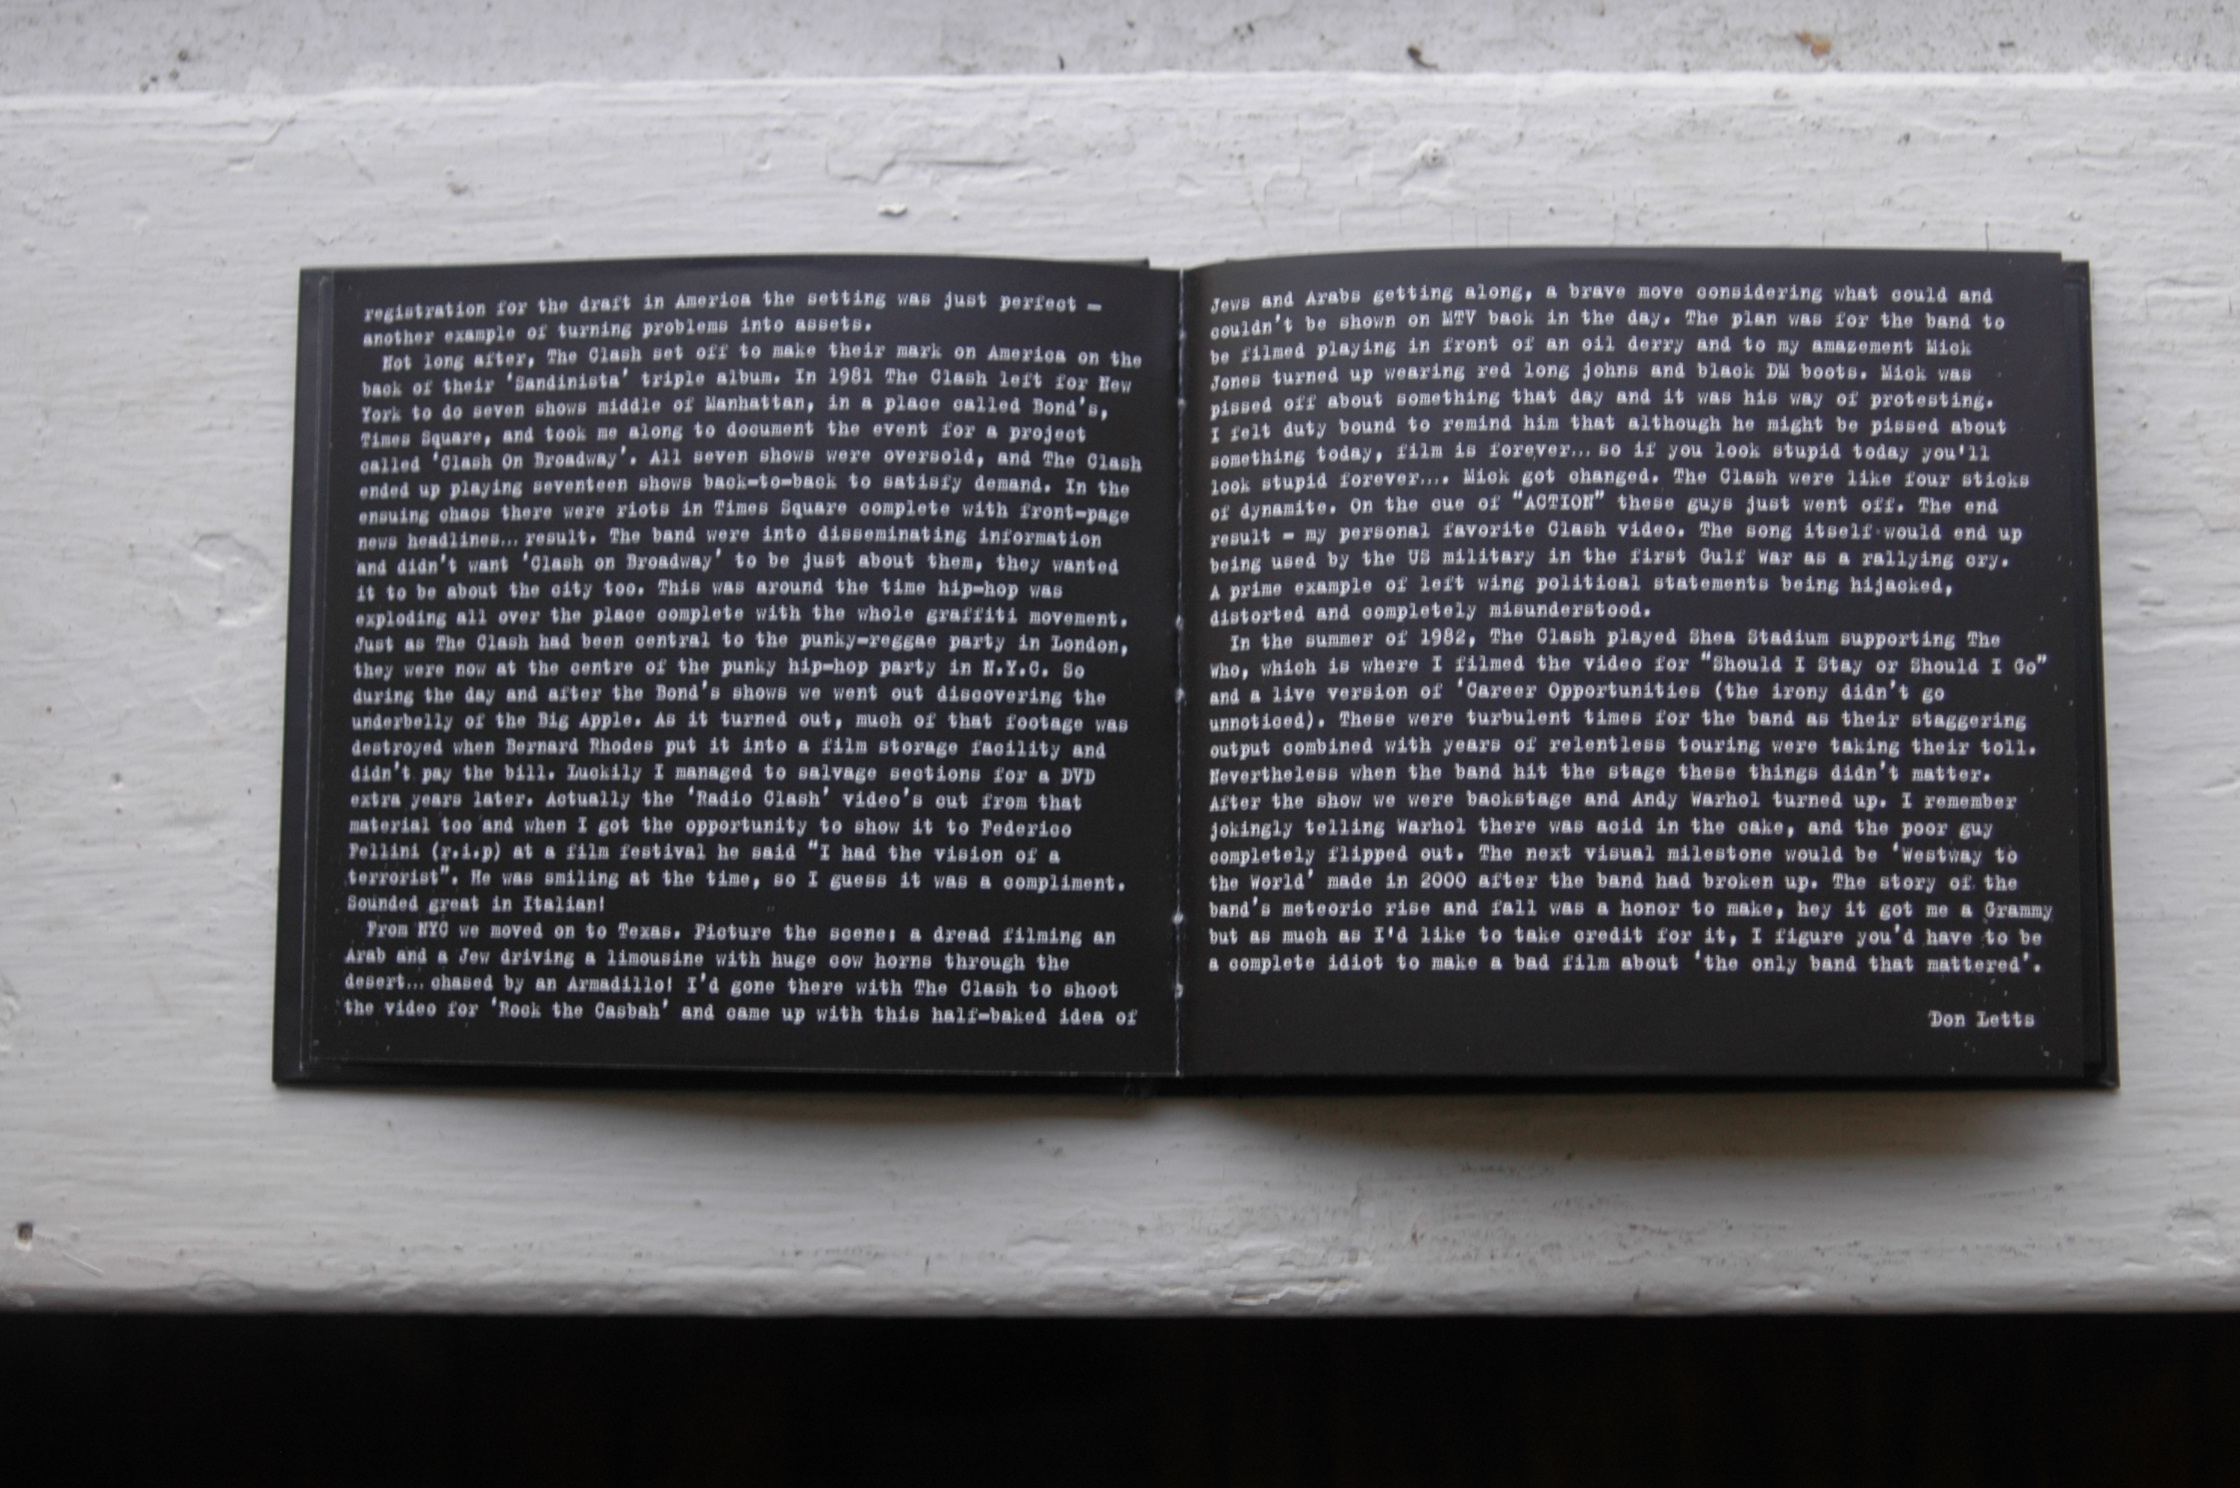 registration for the draft in America the setting was just perfect —
another example of turning problems into assets.
Not long after, The Clash set off to make their mark on America on the
back of their 'Sandinista' triple album. In 1981 The Clash left for New
York to do seven shows middle of Manhattan, in a place called Bond's,
Times Square, and took me along to document the event for a project
called 'Clash On Broadway'. All seven shows were oversold, and The Clash
ended up playing seventeen shows back-to-back to satisfy demand. In the
ensuing chaos there were riots in Times Square complete with front-page
news headlines... result. The band were into disseminating information
and didn't want 'Clash on Broadway' to be just about them, they wanted
it to be about the city too. This was around the time hip-hop was
exploding all over the place complete with the whole graffiti movement.
Just as The Clash had been central to the punky-reggae party in London,
they were now at the centre of the punky hip-hop party in N.Y.C. So
during the day and after the Bond's shows we went out discovering the
underbelly of the Big Apple. As it turned out, much of that footage was
destroyed when Bernard Rhodes put it into a film storage facility and
didn't pay the bill. Luckily I managed to salvage sections for a DVD
extra years later. Actually the 'Radio Clash' video's cut from that
material too and when I got the opportunity to show it to Federico
Fellini (r.i.p) at a film festival he said "I had the vision of a
terrorist". He was smiling at the time, so I guess it was a compliment.
Sounded great in Italian!
From NYC we moved on to Texas. Picture the scene: a dread filming an
Arab and a Jew driving a limousine with huge cow horns through the
desert... chased by an Armadillo! I'd gone there with The Clash to shoot
the video for 'Rock the Casbah' and came up with this half-baked idea of
Jews and Arabs getting along, a brave move considering what could and
couldn't be shown on MTV back in the day. The plan was for the band to
be filmed playing in front of an oil derry and to my amazement Mick
Jones turned up wearing red long johns and black DM boots. Mick was
pissed off about something that day and it was his way of protesting.
I felt duty bound to remind him that although he might be pissed about
something today, film is forever... so if you look stupid today you'll
look stupid forever.... Mick got changed. The Clash were like four sticks
of dynamite. On the cue of "ACTION" these guys just went off. The end
result - my personal favorite Clash video. The song itself would end up
being used by the US military in the first Gulf War as a rallying cry.
A prime example of left wing political statements being hijacked,
distorted and completely misunderstood.
In the summer of 1982, The Clash played Shea Stadium supporting The
Who, which is where I filmed the video for "Should I Stay or Should I Go"
and a live version of 'Career Opportunities (the irony didn't go
unnoticed). These were turbulent times for the band as their staggering
output combined with years of relentless touring were taking their toll.
Nevertheless when the band hit the stage these things didn't matter.
After the show we were backstage and Andy Warhol turned up. I remember
jokingly telling Warhol there was acid in the cake, and the poor guy
completely flipped out. The next visual milestone would be 'Westway to
the World' made in 2000 after the band had broken up. The story of the
band's meteoric rise and fall was a honor to make, hey it got me a Grammy
but as much as I'd like to take credit for it, I figure you'd have to be
a complete idiot to make a bad film about 'the only band that mattered'.
Don Letts